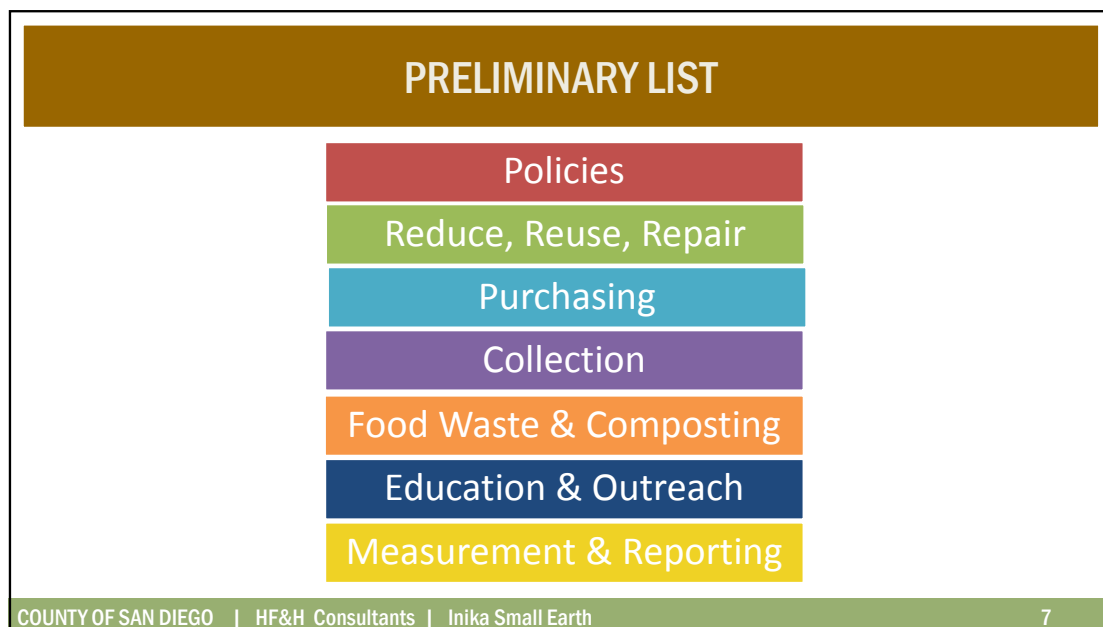 PRELIMINARY LIST
Policies
Reduce, Reuse, Repair
Purchasing
Collection
Food Waste & Composting
Education & Outreach
Measurement & Reporting
COUNTY OF SAN DIEGO | HF&H Consultants | Inika Small Earth 7